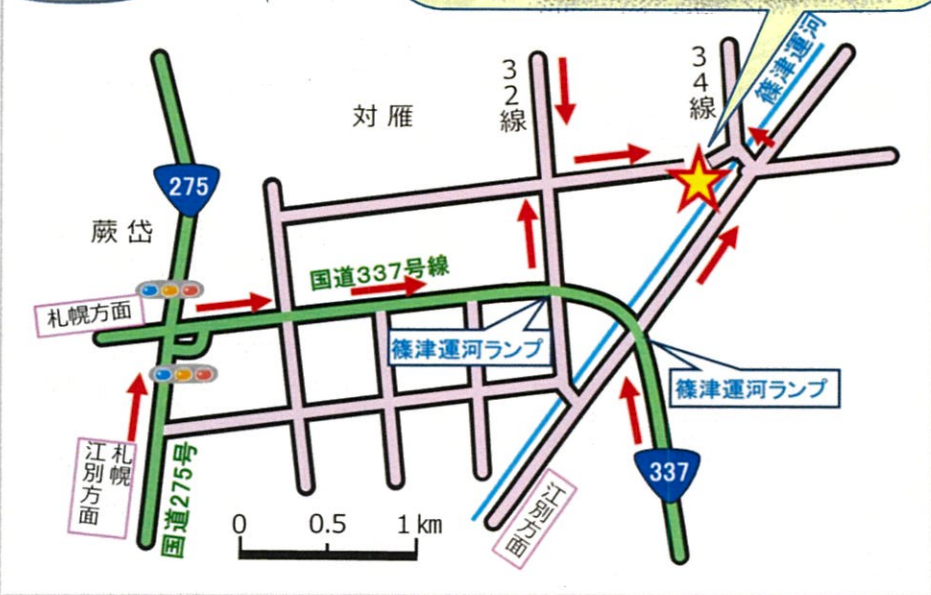 32線
34線
篠津運河
対雁
275
蕨岱
国道337号線
札幌方面
篠津運河ランプ
篠津運河ランプ
札幌
江別方面
国道275号
337
江別方面
0 0.5 1km